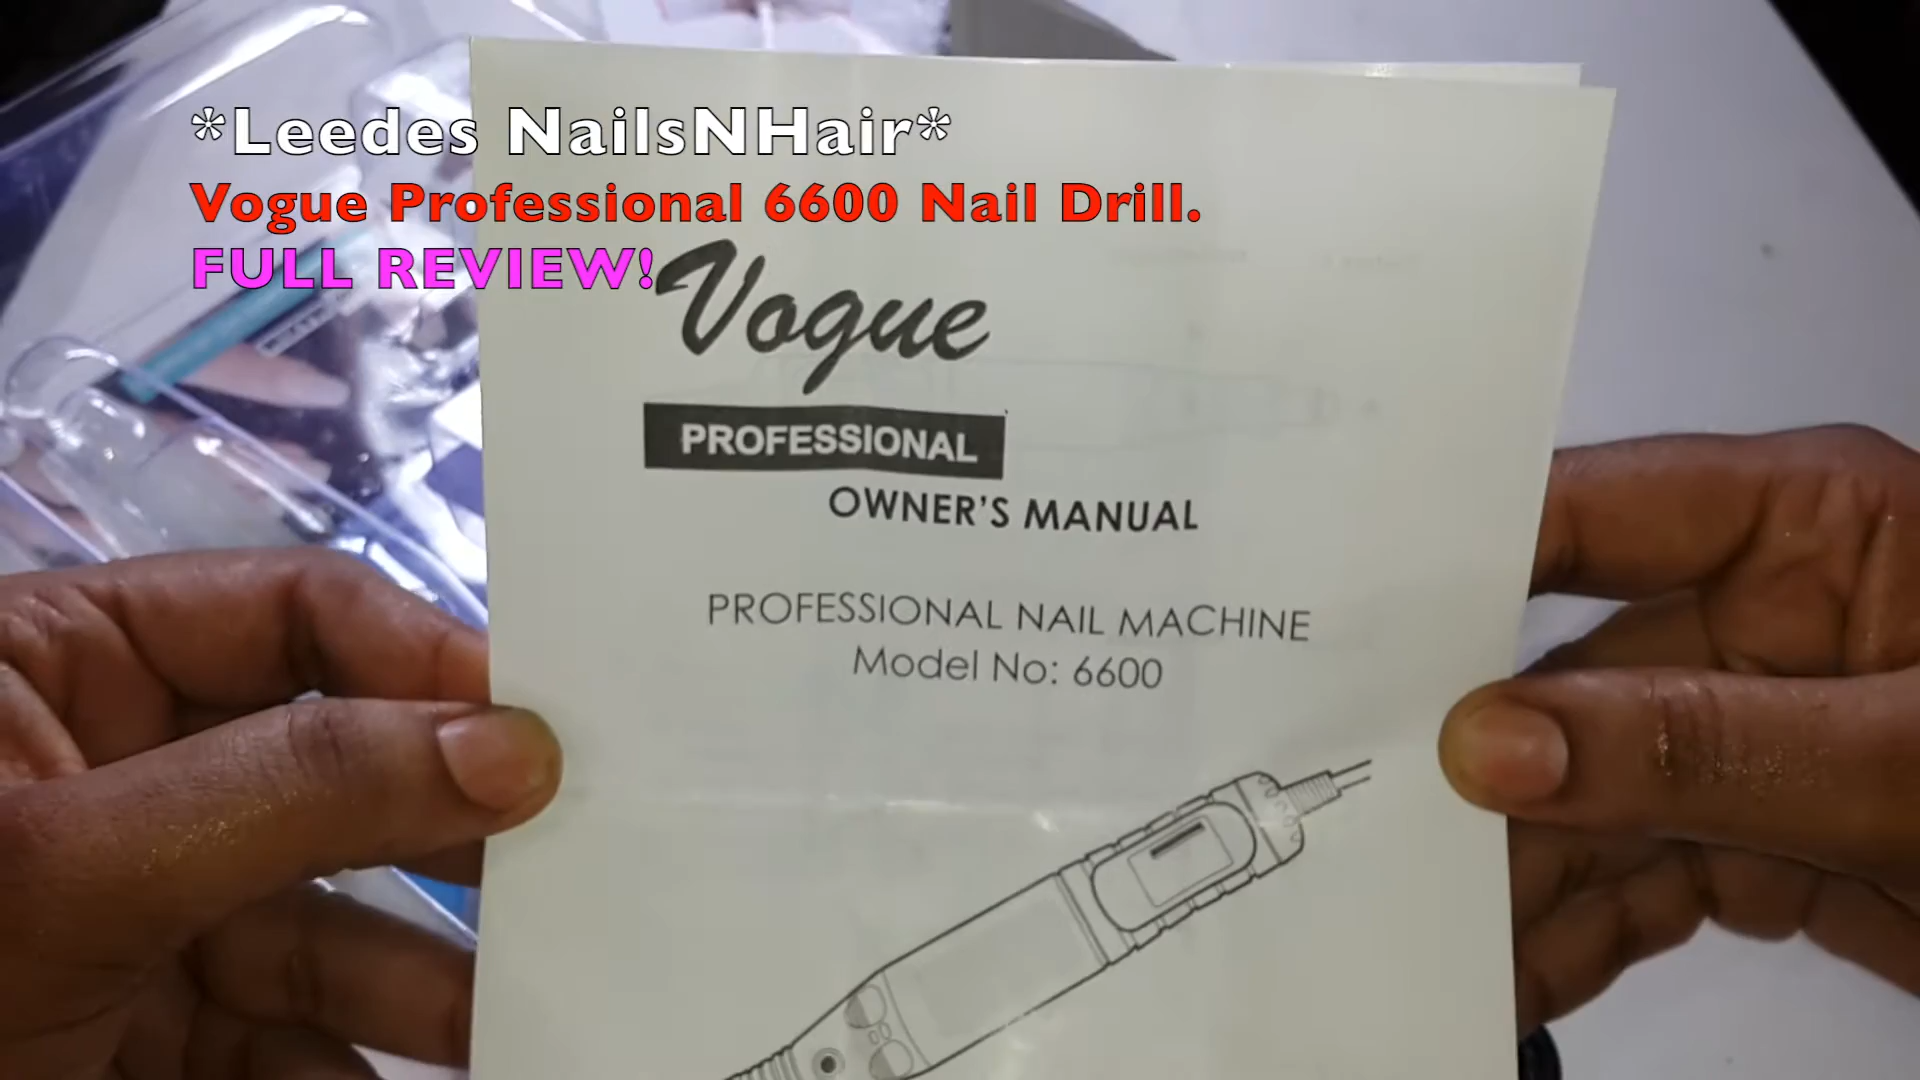 *Leedes NailsNHair*
Vogue Professional 6600 Nail Drill.
FULL REVIEW!
Vogue
PROFESSIONAL
OWNER'S MANUAL
PROFESSIONAL NAIL MACHINE
Model No: 6600